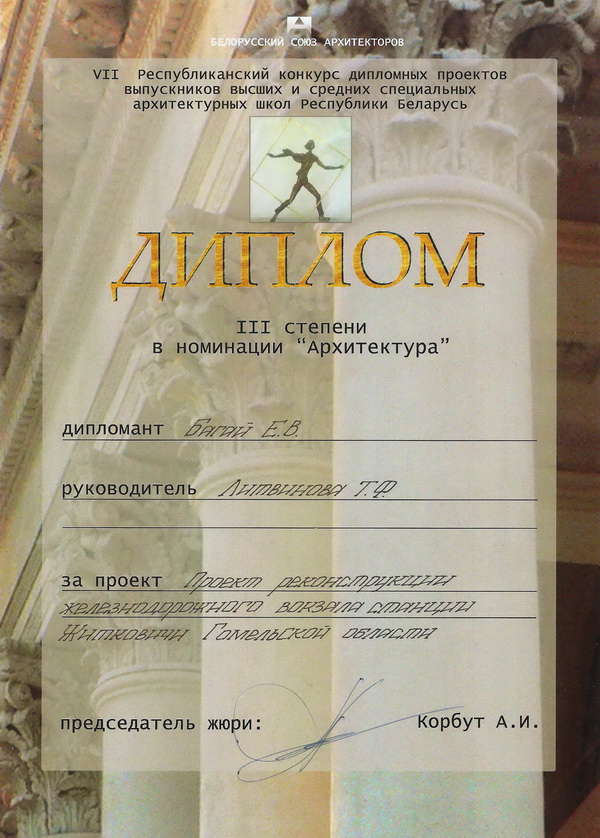 БЕЛОРУССКИЙ СОЮЗ АРХИТЕКТОРОВ
VII Республиканский конкурс дипломных проектов
выпускников высших и средних специальных
архитектурных школ Республики Беларусь
ДИПЛОМ
III степени
в номинации “Архитектура”
дипломант Багай Е.В.
руководитель Литвинова Т.Ф.
за проект Проект реконструкции
железнодорожного вокзала станции
Житковичи Гомельской области
председатель жюри: Корбут А.И.